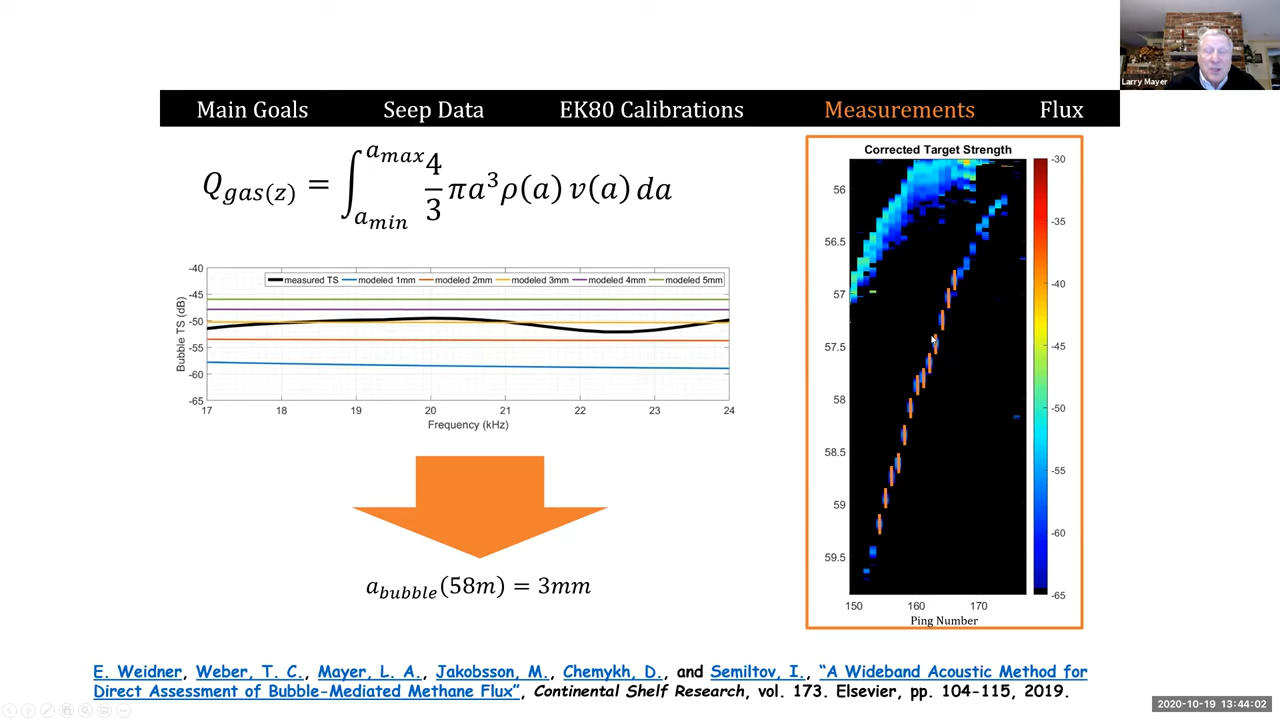 Larry Mayer
Main Goals Seep Data EK80 Calibrations Measurements Flux
Q_gas(z) = ∫_{a_min}^{a_max} 4/3 πa³ρ(a) v(a) da
-40
-45
-50
-55
-60
-65
Bubble TS (dB)
measured TS modeled 1mm modeled 2mm modeled 3mm modeled 4mm modeled 5mm
17 18 19 20 21 22 23 24
Frequency (kHz)
a_bubble(58m) = 3mm
Corrected Target Strength
56
56.5
57
57.5
58
58.5
59
59.5
150 160 170
Ping Number
-30
-35
-40
-45
-50
-55
-60
-65
E. Weidner, Weber, T. C., Mayer, L. A., Jakobsson, M., Chemykh, D., and Semiltov, I., “A Wideband Acoustic Method for
Direct Assessment of Bubble-Mediated Methane Flux”, Continental Shelf Research, vol. 173. Elsevier, pp. 104-115, 2019.
2020-10-19 13:44:02